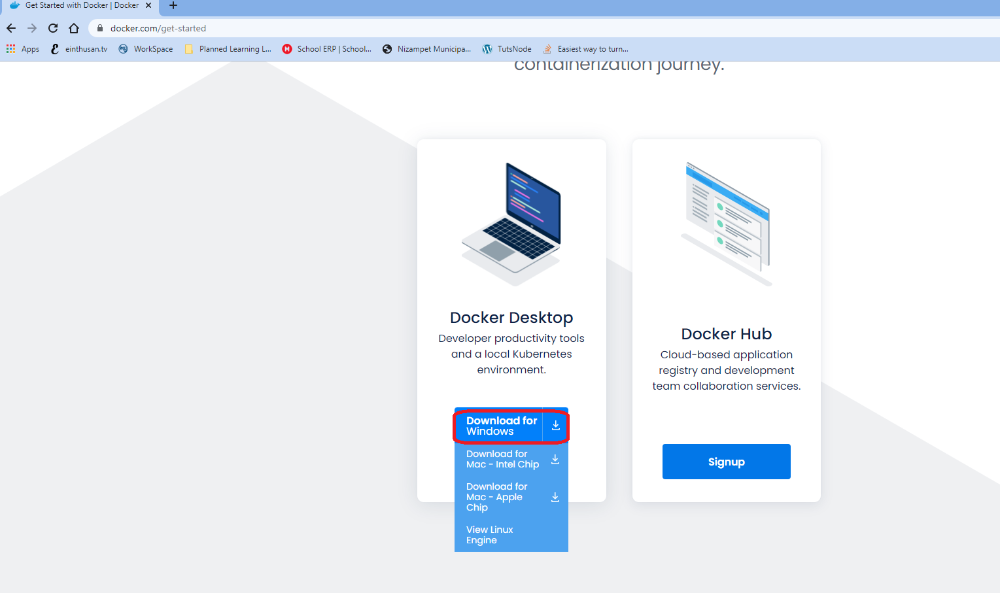 Get Started with Docker | Docker
docker.com/get-started
Apps
einthusan.tv
WorkSpace
Planned Learning L...
School ERP | School...
Nizampet Municipa...
TutsNode
Easiest way to turn...
containerization journey.
Docker Desktop
Developer productivity tools
and a local Kubernetes
environment.
Download for
Windows
Download for
Mac - Intel Chip
Download for
Mac - Apple
Chip
View Linux
Engine
Docker Hub
Cloud-based application
registry and development
team collaboration services.
Signup